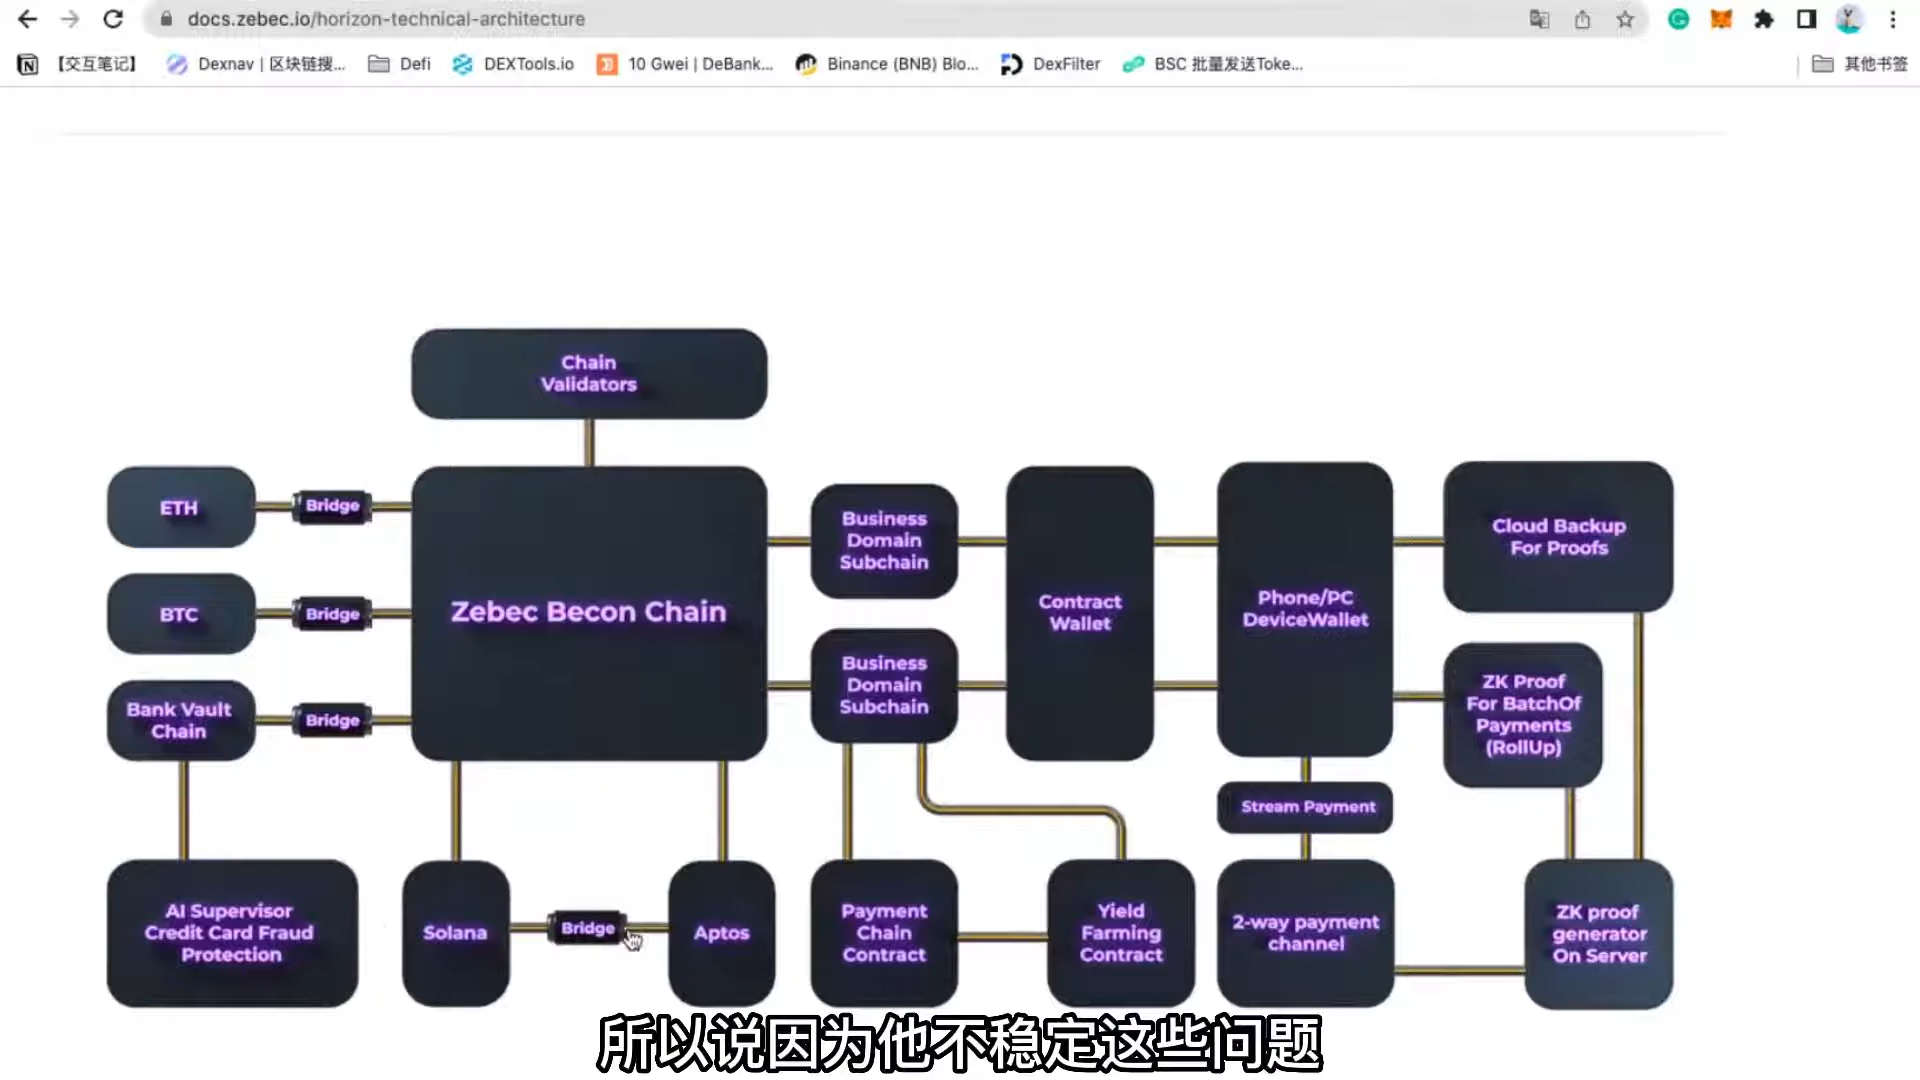 docs.zebec.io/horizon-technical-architecture
【交互笔记】
Dexnav | 区块链搜...
Defi
DEXTools.io
10 Gwei | DeBank...
Binance (BNB) Blo...
DexFilter
BSC 批量发送Toke...
其他书签
Chain
Validators
ETH
Bridge
BTC
Bridge
Bank Vault
Chain
Bridge
Zebec Becon Chain
Business
Domain
Subchain
Business
Domain
Subchain
Contract
Wallet
Phone/PC
DeviceWallet
Cloud Backup
For Proofs
ZK Proof
For BatchOf
Payments
(RollUp)
Stream Payment
AI Supervisor
Credit Card Fraud
Protection
Solana
Bridge
Aptos
Payment
Chain
Contract
Yield
Farming
Contract
2-way payment
channel
ZK proof
generator
On Server
所以说因为他不稳定这些问题